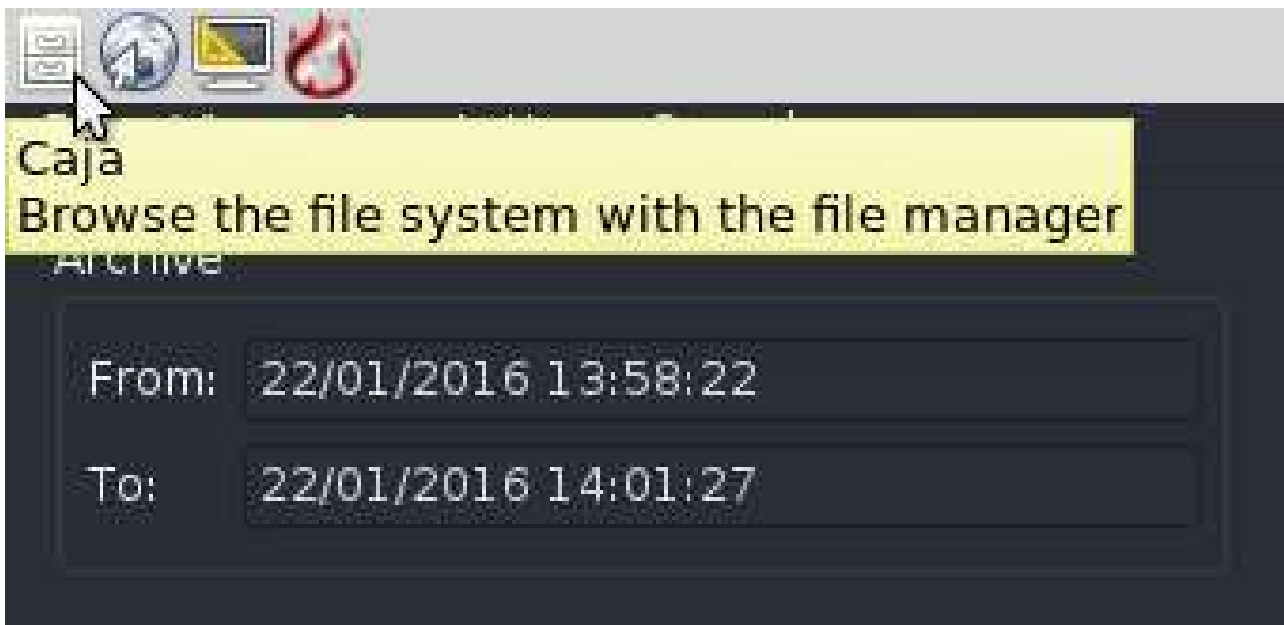 Caja
Browse the file system with the file manager
Archive
From: 22/01/2016 13:58:22
To: 22/01/2016 14:01:27